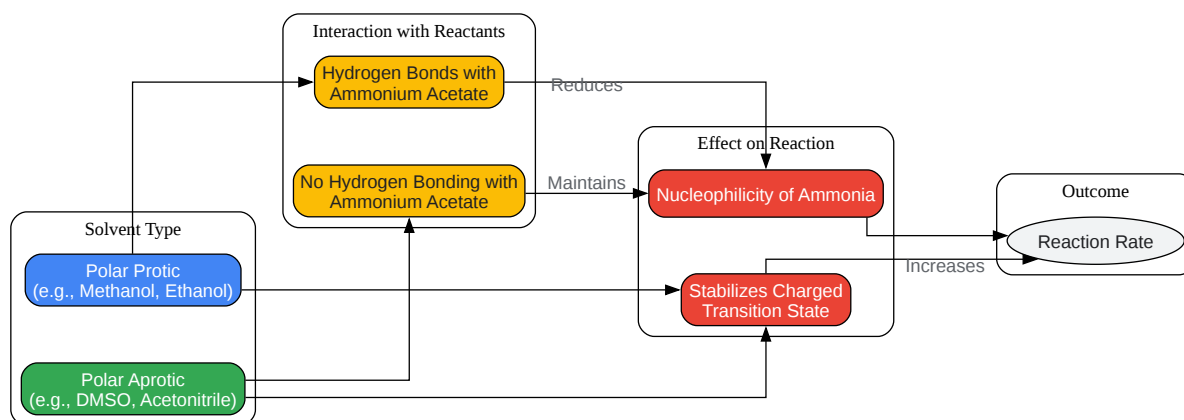 Interaction with Reactants
Hydrogen Bonds with
Ammonium Acetate
Reduces
No Hydrogen Bonding with
Ammonium Acetate
Maintains
Effect on Reaction
Nucleophilicity of Ammonia
Stabilizes Charged
Transition State
Increases
Outcome
Reaction Rate
Solvent Type
Polar Protic
(e.g., Methanol, Ethanol)
Polar Aprotic
(e.g., DMSO, Acetonitrile)